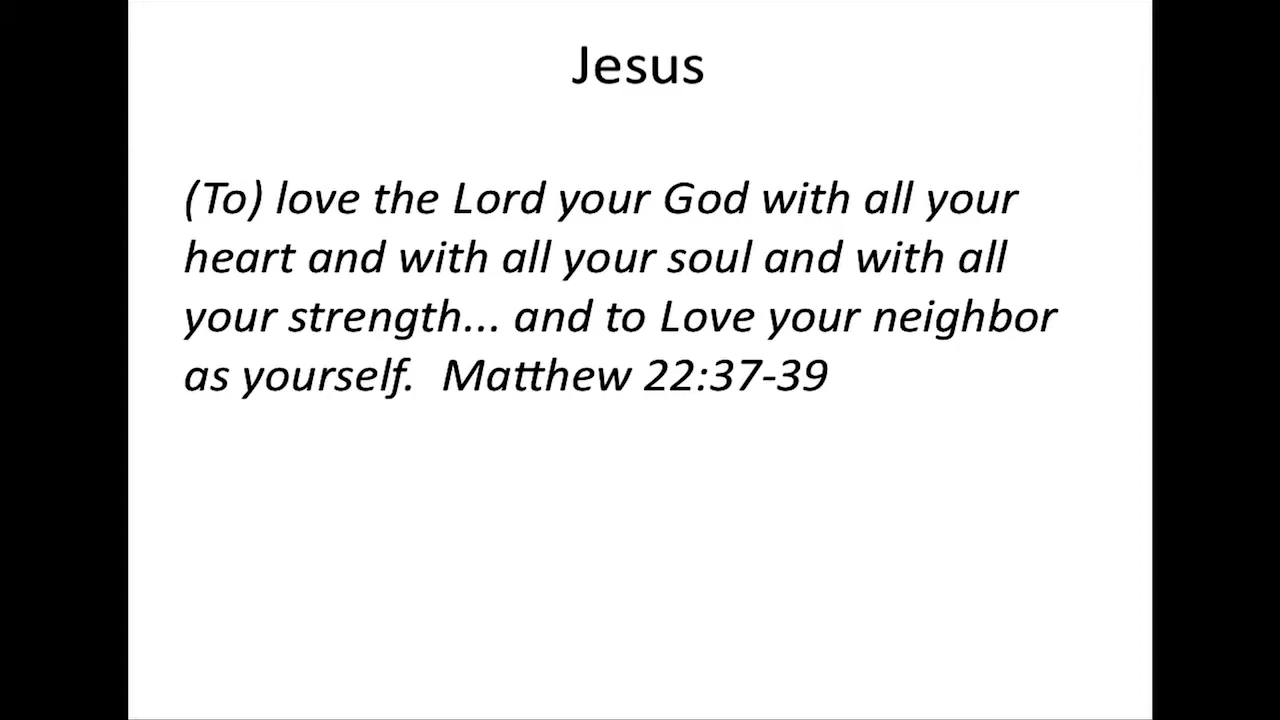 Jesus
(To) love the Lord your God with all your
heart and with all your soul and with all
your strength... and to Love your neighbor
as yourself.  Matthew 22:37-39